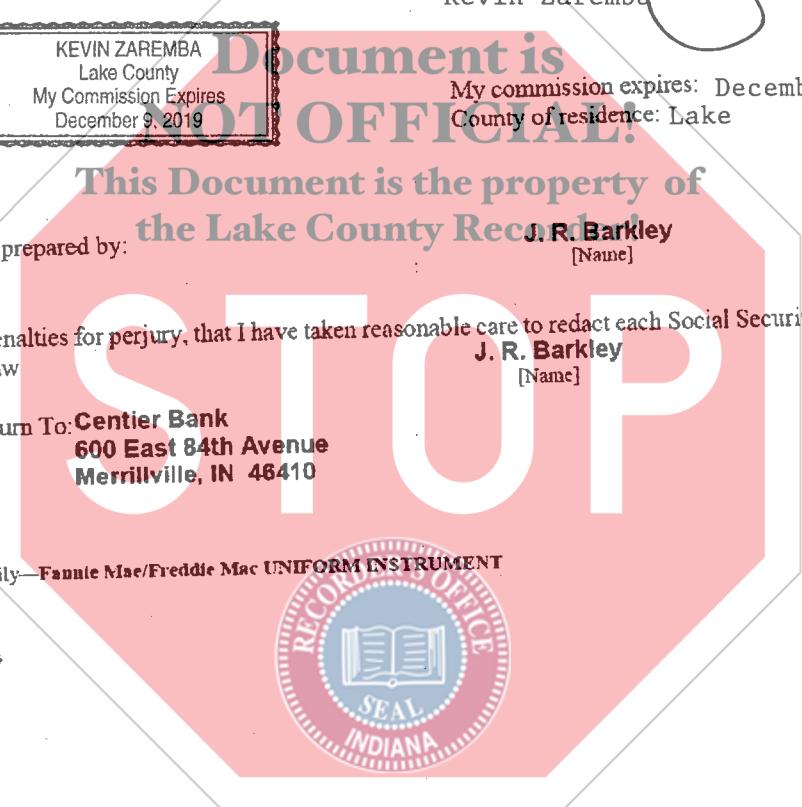 Kevin Zaremba
KEVIN ZAREMBA
Lake County
My Commission Expires
December 9, 2019
Document is
NOT OFFICIAL!
This Document is the property of
the Lake County Recorder!
My commission expires: Decemb
County of residence: Lake
prepared by:
J. R. Barkley
[Name]
enalties for perjury, that I have taken reasonable care to redact each Social Securi
aw
J. R. Barkley
[Name]
STOP
urn To: Centier Bank
600 East 84th Avenue
Merrillville, IN 46410
ily—Fannie Mae/Freddie Mac UNIFORM INSTRUMENT
RECORDER'S OFFICE
SEAL
INDIANA